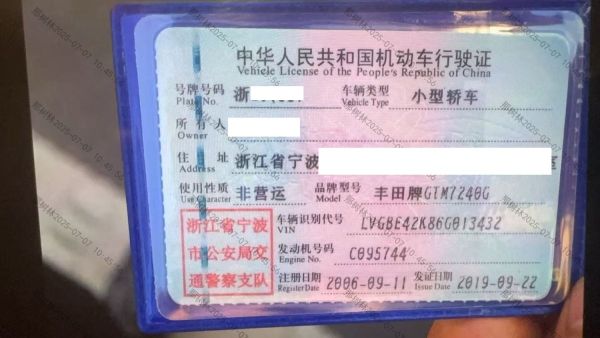 中华人民共和国机动车行驶证
Vehicle License of the People's Republic of China
号牌号码 浙 车辆类型 小型轿车
Plate No. Vehicle Type
所有人
Owner
住址 浙江省宁波
Address
使用性质 非营运 品牌型号 丰田牌GTM7240G
Use Character Model
浙江省宁波
市公安局交
通警察支队
车辆识别代号 LVGBE42K86G013432
VIN
发动机号码 C095744
Engine No.
注册日期 2006-09-11 发证日期 2019-09-22
Register Date Issue Date